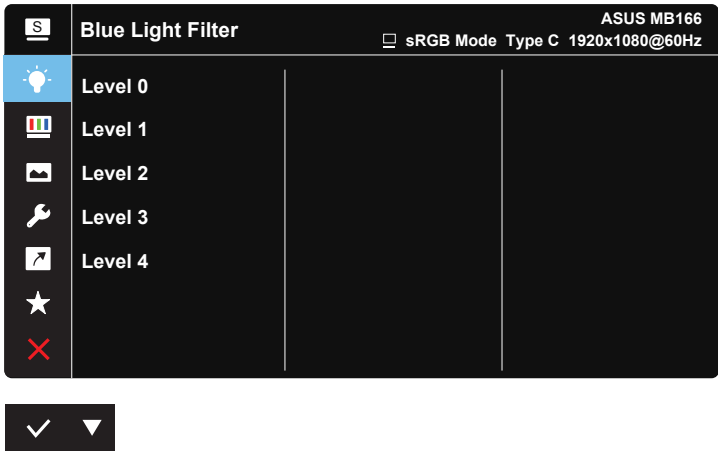 S
Blue Light Filter
ASUS MB166
sRGB Mode Type C 1920x1080@60Hz
Level 0
Level 1
Level 2
Level 3
Level 4